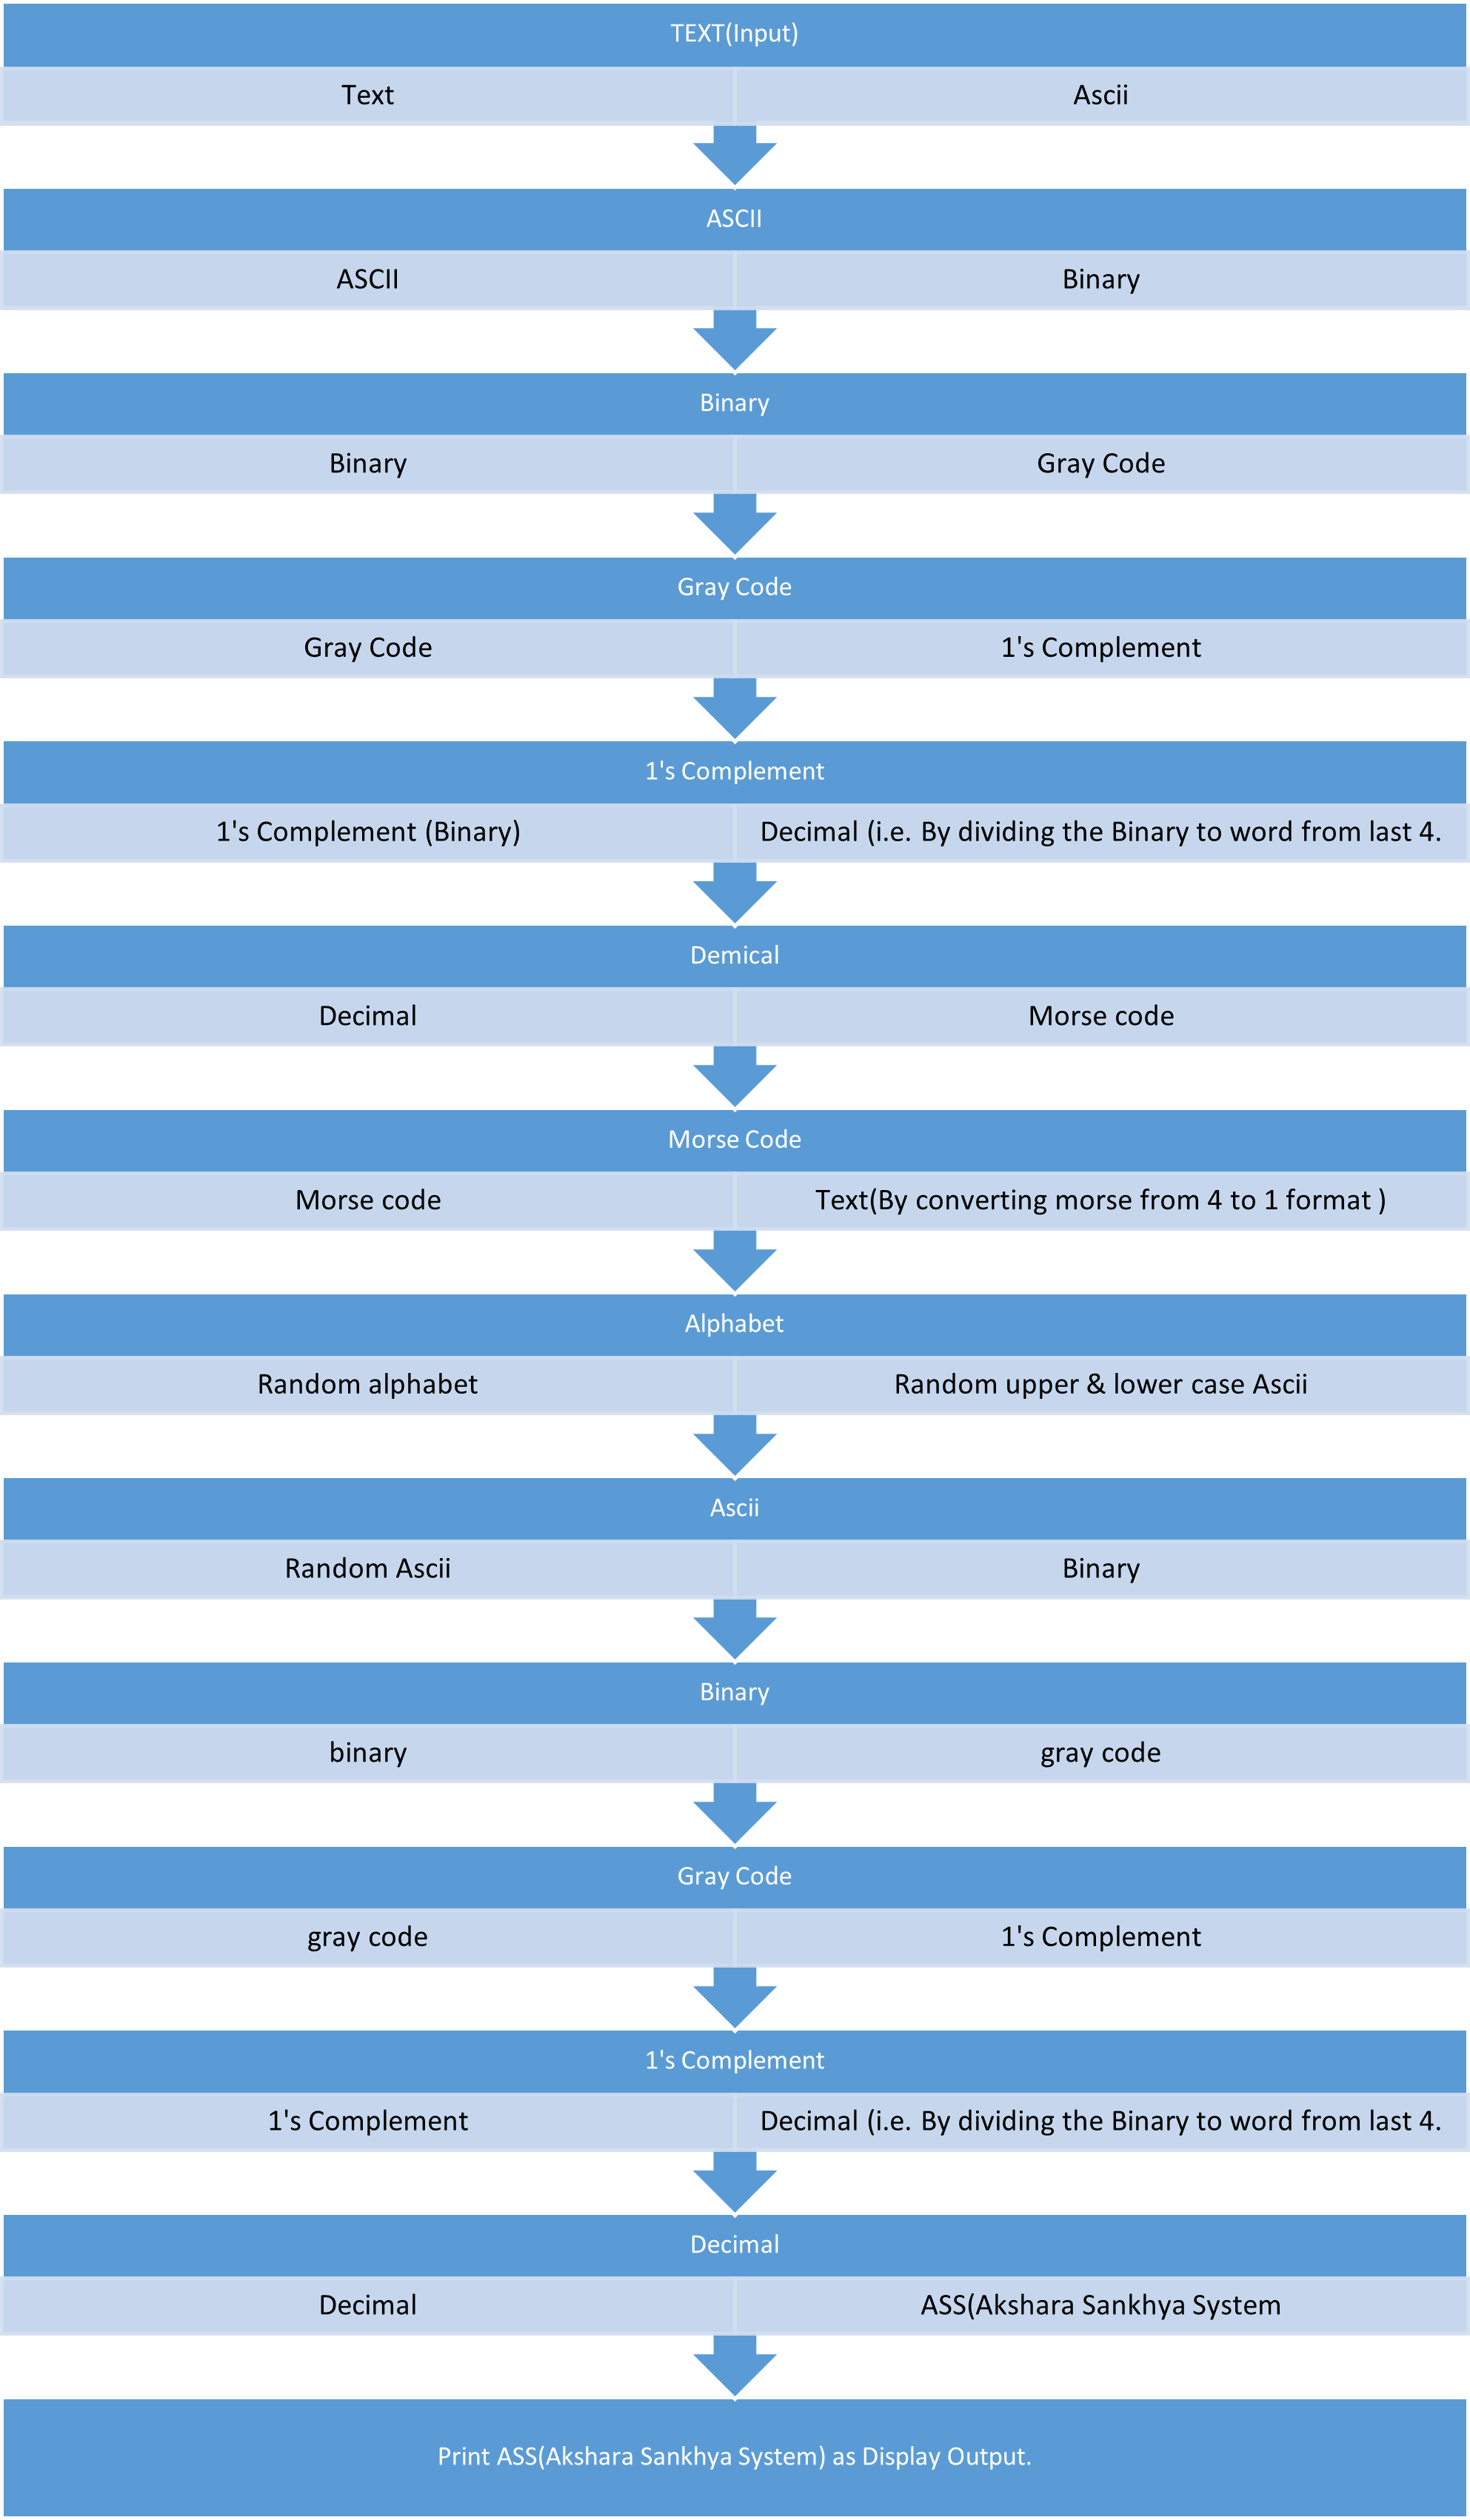 TEXT(Input)
Text
Ascii
ASCII
ASCII
Binary
Binary
Binary
Gray Code
Gray Code
Gray Code
1's Complement
1's Complement
1's Complement (Binary)
Decimal (i.e. By dividing the Binary to word from last 4.
Demical
Decimal
Morse code
Morse Code
Morse code
Text(By converting morse from 4 to 1 format )
Alphabet
Random alphabet
Random upper & lower case Ascii
Ascii
Random Ascii
Binary
Binary
binary
gray code
Gray Code
gray code
1's Complement
1's Complement
1's Complement
Decimal (i.e. By dividing the Binary to word from last 4.
Decimal
Decimal
ASS(Akshara Sankhya System
Print ASS(Akshara Sankhya System) as Display Output.